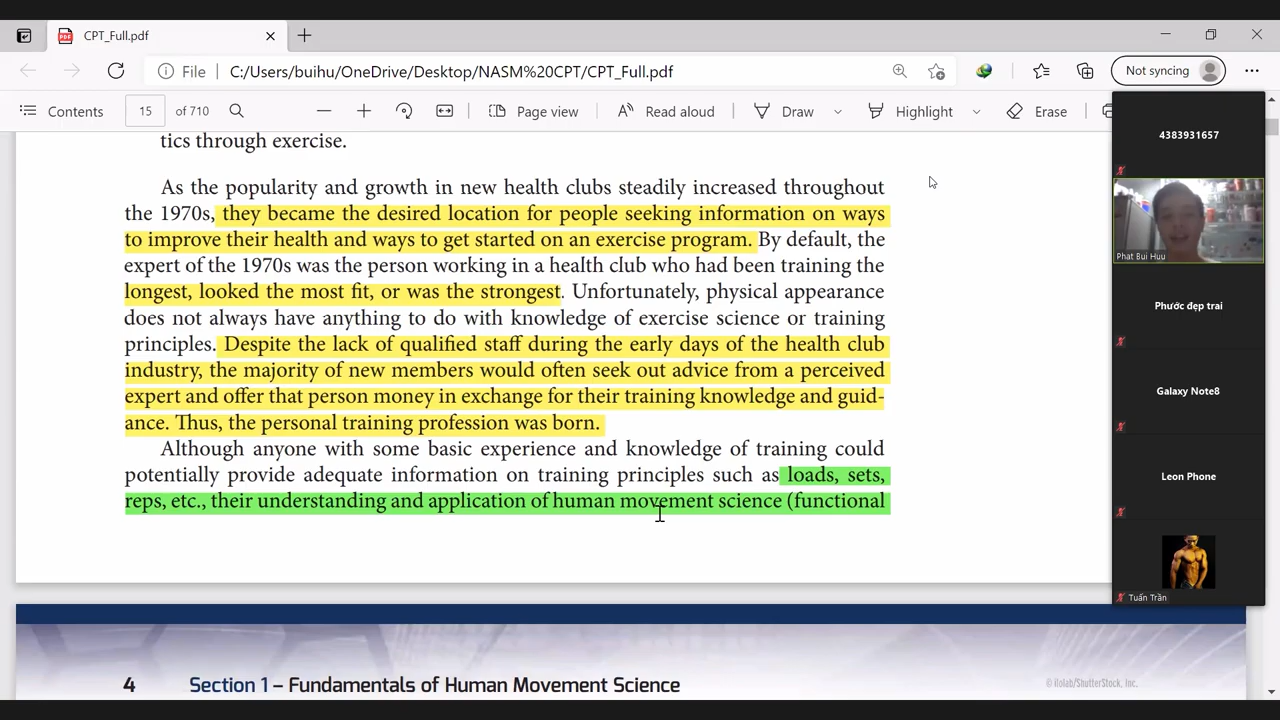 CPT_Full.pdf
File
C:/Users/buihu/OneDrive/Desktop/NASM%20CPT/CPT_Full.pdf
Not syncing
Contents
15
of 710
Page view
Read aloud
Draw
Highlight
Erase
tics through exercise.
As the popularity and growth in new health clubs steadily increased throughout
the 1970s, they became the desired location for people seeking information on ways
to improve their health and ways to get started on an exercise program. By default, the
expert of the 1970s was the person working in a health club who had been training the
longest, looked the most fit, or was the strongest. Unfortunately, physical appearance
does not always have anything to do with knowledge of exercise science or training
principles. Despite the lack of qualified staff during the early days of the health club
industry, the majority of new members would often seek out advice from a perceived
expert and offer that person money in exchange for their training knowledge and guid-
ance. Thus, the personal training profession was born.
Although anyone with some basic experience and knowledge of training could
potentially provide adequate information on training principles such as loads, sets,
reps, etc., their understanding and application of human movement science (functional
4
Section 1 – Fundamentals of Human Movement Science
© ifolab/ShutterStock, Inc.
4383931657
Phat Bui Huu
Phước đẹp trai
Galaxy Note8
Leon Phone
Tuấn Trần